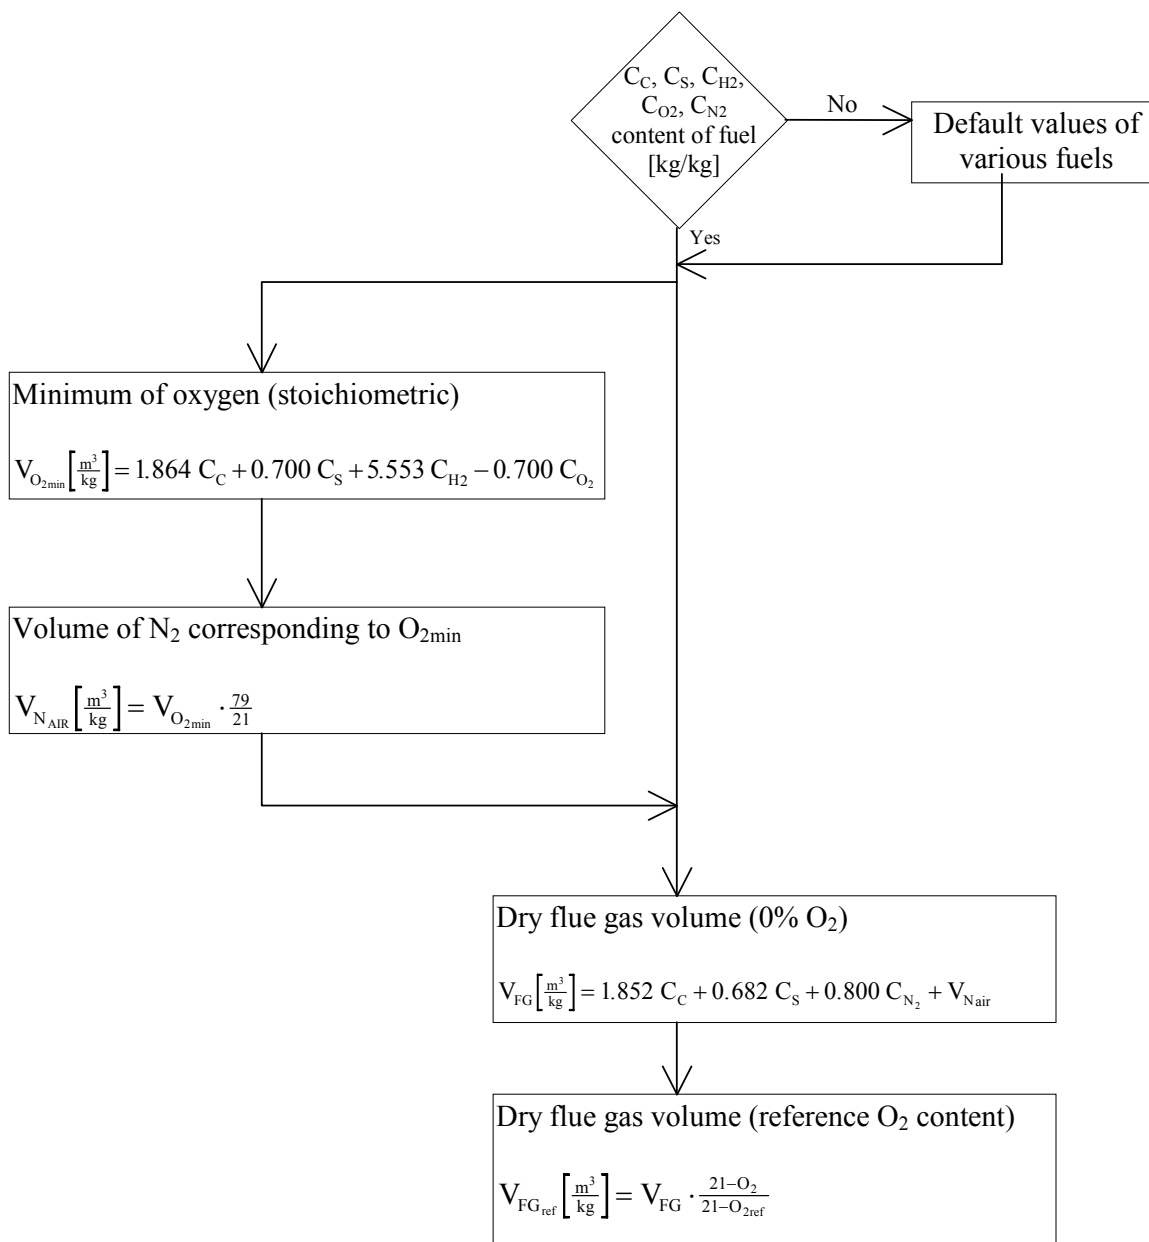 C_C, C_S, C_H2,
C_O2, C_N2
content of fuel
[kg/kg]
No
Default values of
various fuels
Yes
Minimum of oxygen (stoichiometric)
V_O2min [m³/kg] = 1.864 C_C + 0.700 C_S + 5.553 C_H2 − 0.700 C_O2
Volume of N₂ corresponding to O_2min
V_N_AIR [m³/kg] = V_O2min · 79/21
Dry flue gas volume (0% O₂)
V_FG [m³/kg] = 1.852 C_C + 0.682 C_S + 0.800 C_N2 + V_Nair
Dry flue gas volume (reference O₂ content)
V_FG_ref [m³/kg] = V_FG · 21−O₂/21−O_2ref